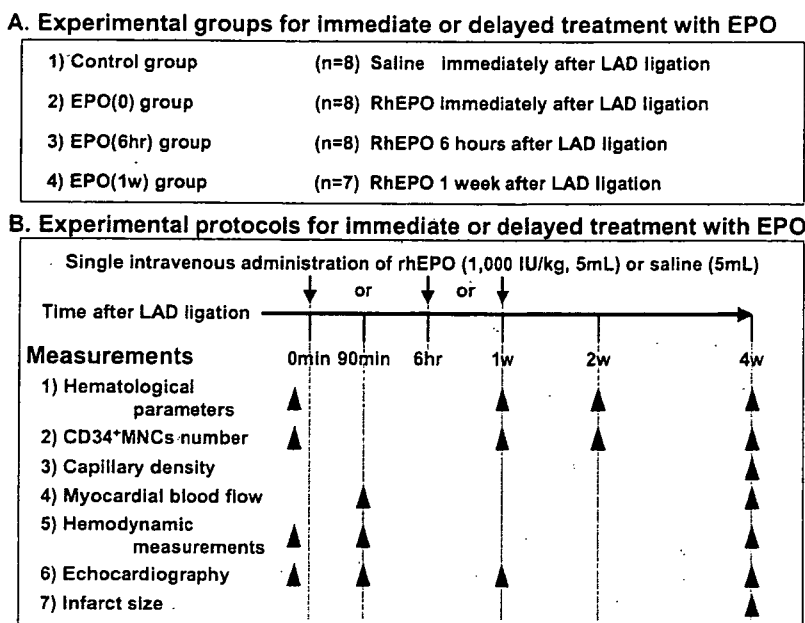 A. Experimental groups for immediate or delayed treatment with EPO
1) Control group (n=8) Saline immediately after LAD ligation
2) EPO(0) group (n=8) RhEPO immediately after LAD ligation
3) EPO(6hr) group (n=8) RhEPO 6 hours after LAD ligation
4) EPO(1w) group (n=7) RhEPO 1 week after LAD ligation
B. Experimental protocols for immediate or delayed treatment with EPO
Single intravenous administration of rhEPO (1,000 IU/kg, 5mL) or saline (5mL)
or or
Time after LAD ligation
Measurements 0min 90min 6hr 1w 2w 4w
1) Hematological
parameters
2) CD34⁺MNCs number
3) Capillary density
4) Myocardial blood flow
5) Hemodynamic
measurements
6) Echocardiography
7) Infarct size